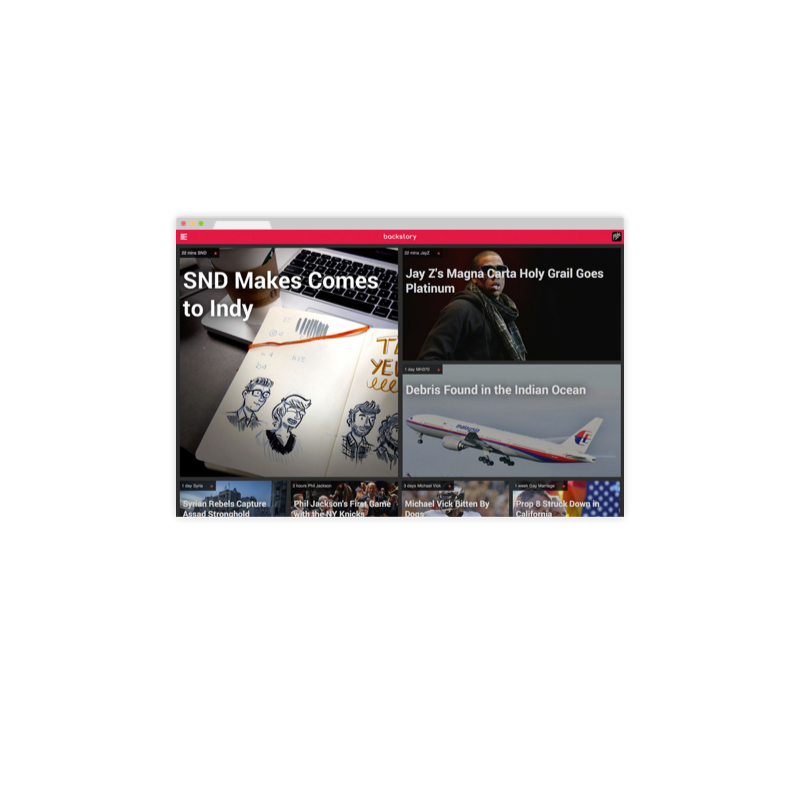 backstory
22 mins SND
SND Makes Comes
to Indy
22 mins JayZ
Jay Z's Magna Carta Holy Grail Goes
Platinum
1 day MH370
Debris Found in the Indian Ocean
malaysia
1 day Syria
Syrian Rebels Capture
Assad Stronghold
2 hours Phil Jackson
Phil Jackson's First Game
with the NY Knicks
3 days Michael Vick
Michael Vick Bitten By
Dogs
1 week Gay Marriage
Prop 8 Struck Down in
California